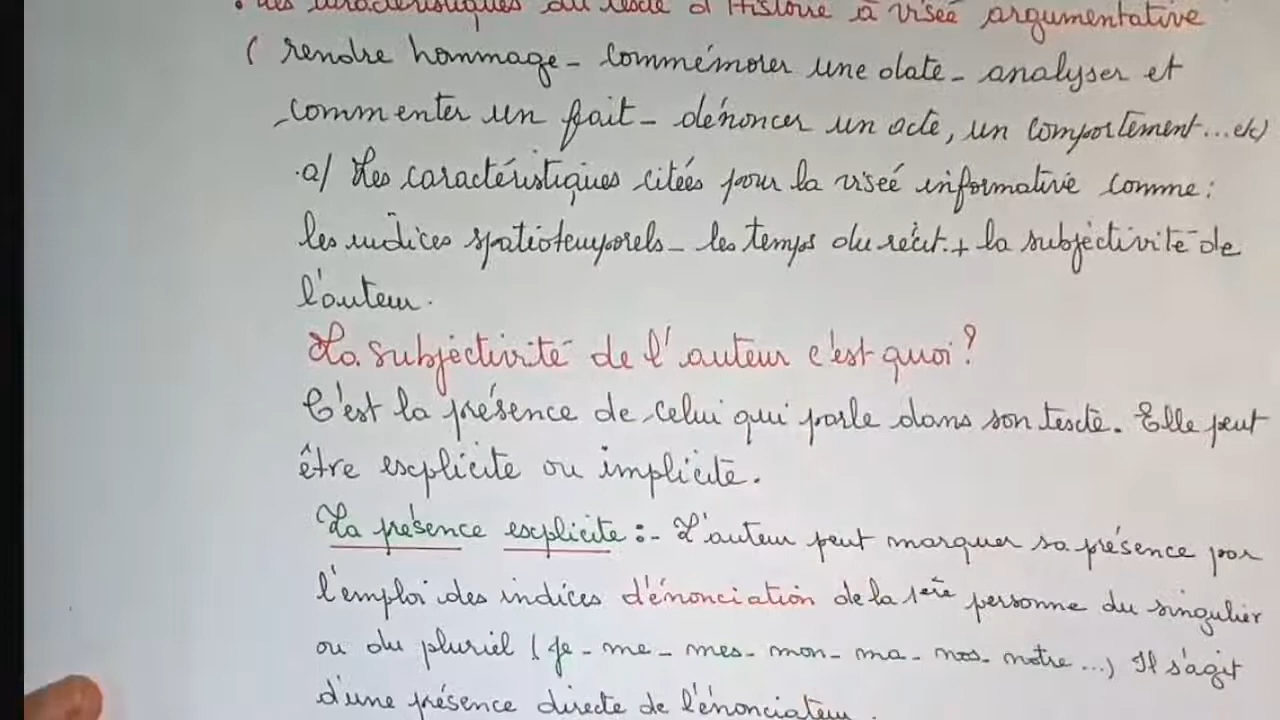 . Les caractéristiques du texte d'Histoire à viseé argumentative
( rendre hommage - commémorer une date - analyser et
commenter un fait - dénoncer un acte, un comportement... etc)
.a/ Les caractéristiques citées pour la viseé informative comme :
les indices spatiotemporels - les temps du récit + la subjectivité de
l'auteur.
La subjectivité de l'auteur c'est quoi ?
C'est la présence de celui qui parle dans son texte. Elle peut
être explicite ou implicite.
La présence explicite :- L'auteur peut marquer sa présence par
l'emploi des indices d'énonciation de la 1ère personne du singulier
ou du pluriel ( je - me - mes - mon - ma - nos - notre ...) Il s'agit
d'une présence directe de l'énonciateur.